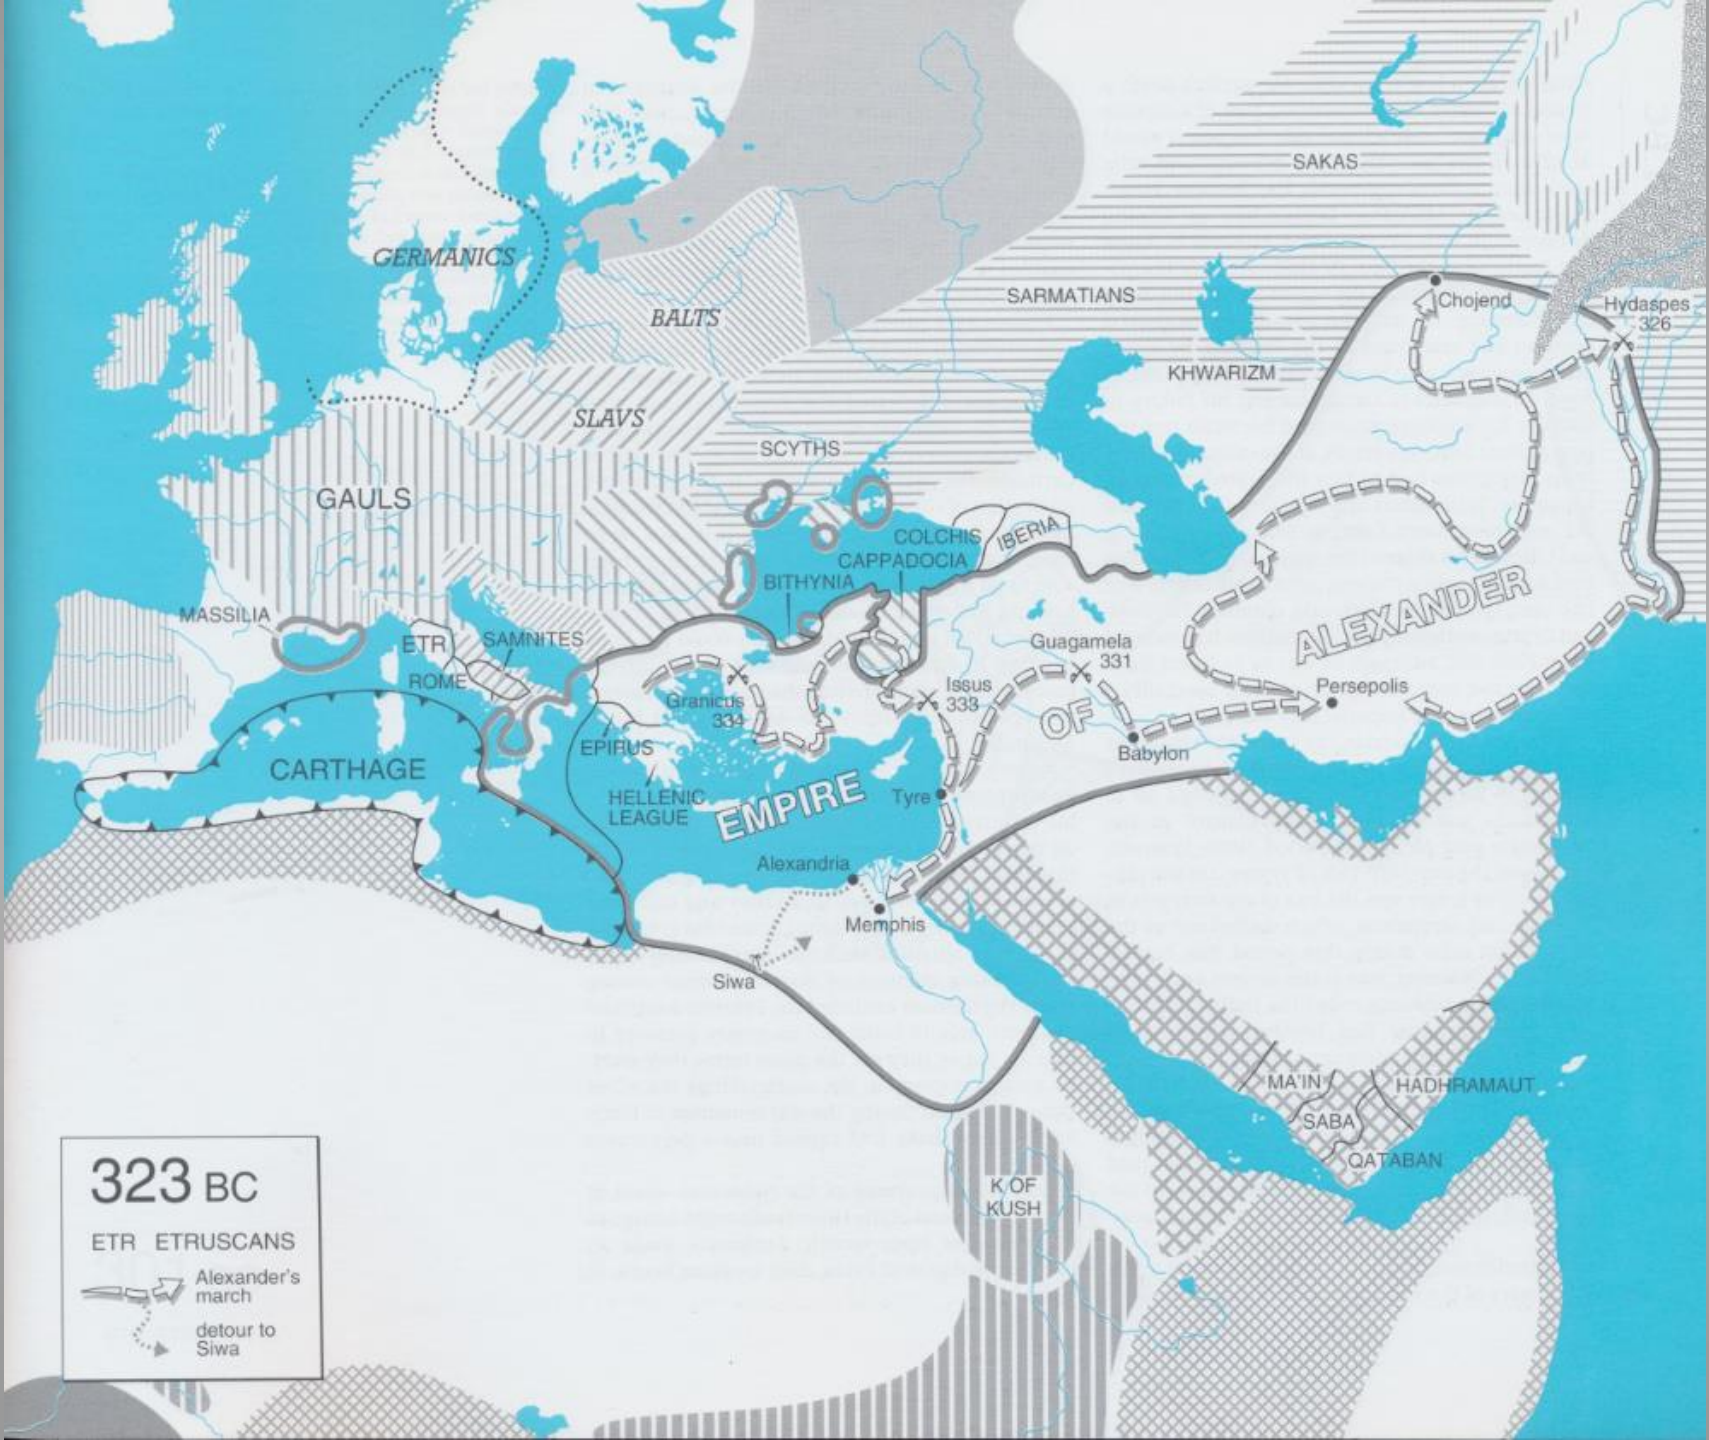 SAKAS
GERMANICS
SARMATIANS
Chojend
Hydaspes
326
BALTS
KHWARIZM
SLAVS
SCYTHS
GAULS
COLCHIS
IBERIA
CAPPADOCIA
BITHYNIA
MASSILIA
ETR
SAMNITES
ROME
ALEXANDER
Guagamela
331
Granicus
334
Issus
333
Persepolis
OF
EPIRUS
Babylon
CARTHAGE
HELLENIC
LEAGUE
EMPIRE
Tyre
Alexandria
Memphis
Siwa
MA'IN
HADHRAMAUT
SABA
QATABAN
K OF
KUSH
323 BC
ETR ETRUSCANS
Alexander's
march
detour to
Siwa